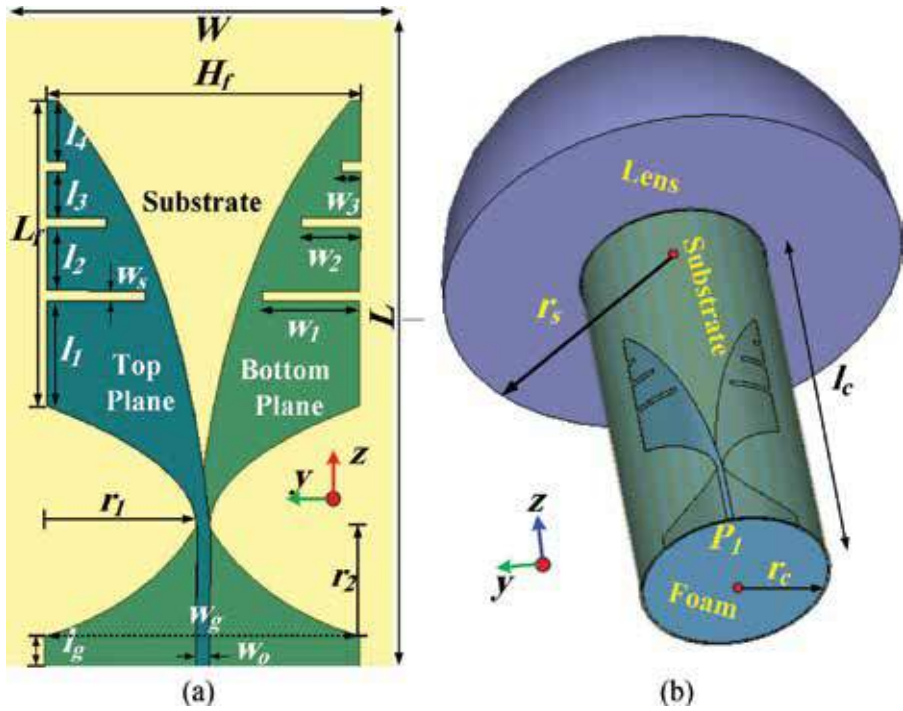 W
H_f
l_4
l_3
L_f
l_2
l_1
w_s
w_3
w_2
w_1
Substrate
L
Top
Plane
Bottom
Plane
z
y
r_1
r_2
w_g
l_g
w_o
(a)
Lens
Substrate
r_s
l_c
z
y
P_1
r_c
Foam
(b)